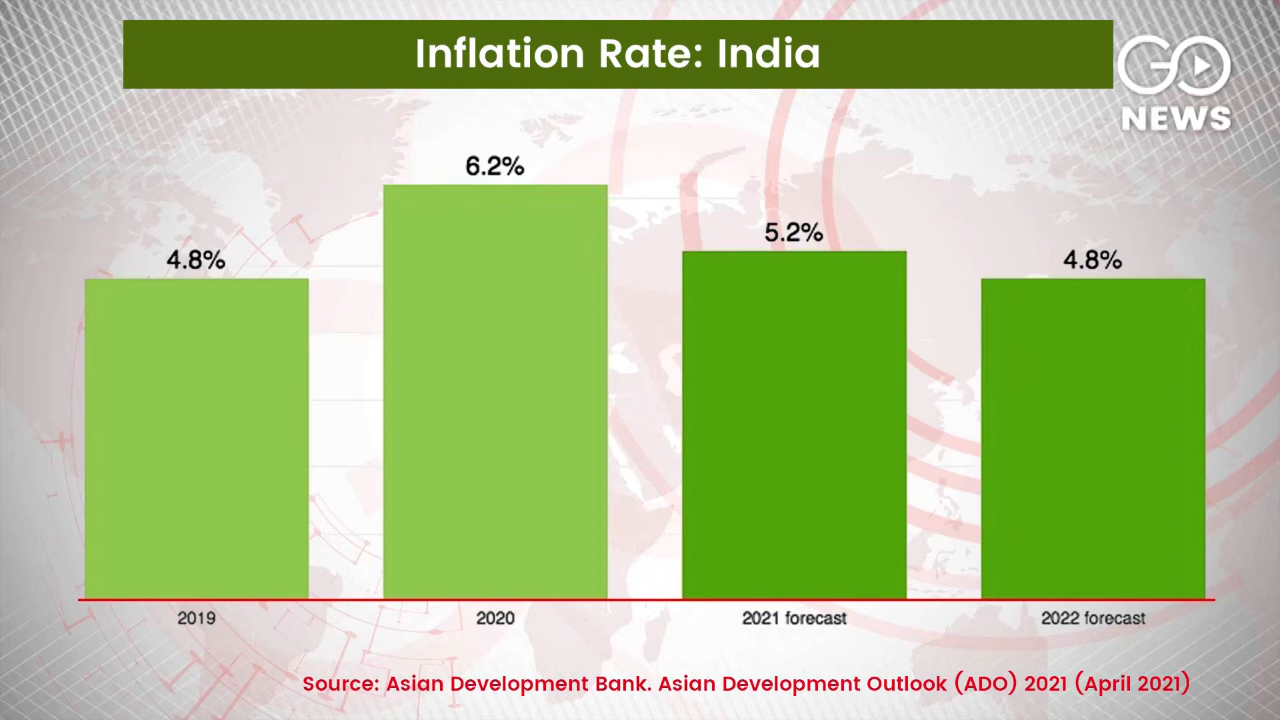 Inflation Rate: India
GO
NEWS
4.8%
6.2%
5.2%
4.8%
2019
2020
2021 forecast
2022 forecast
Source: Asian Development Bank. Asian Development Outlook (ADO) 2021 (April 2021)